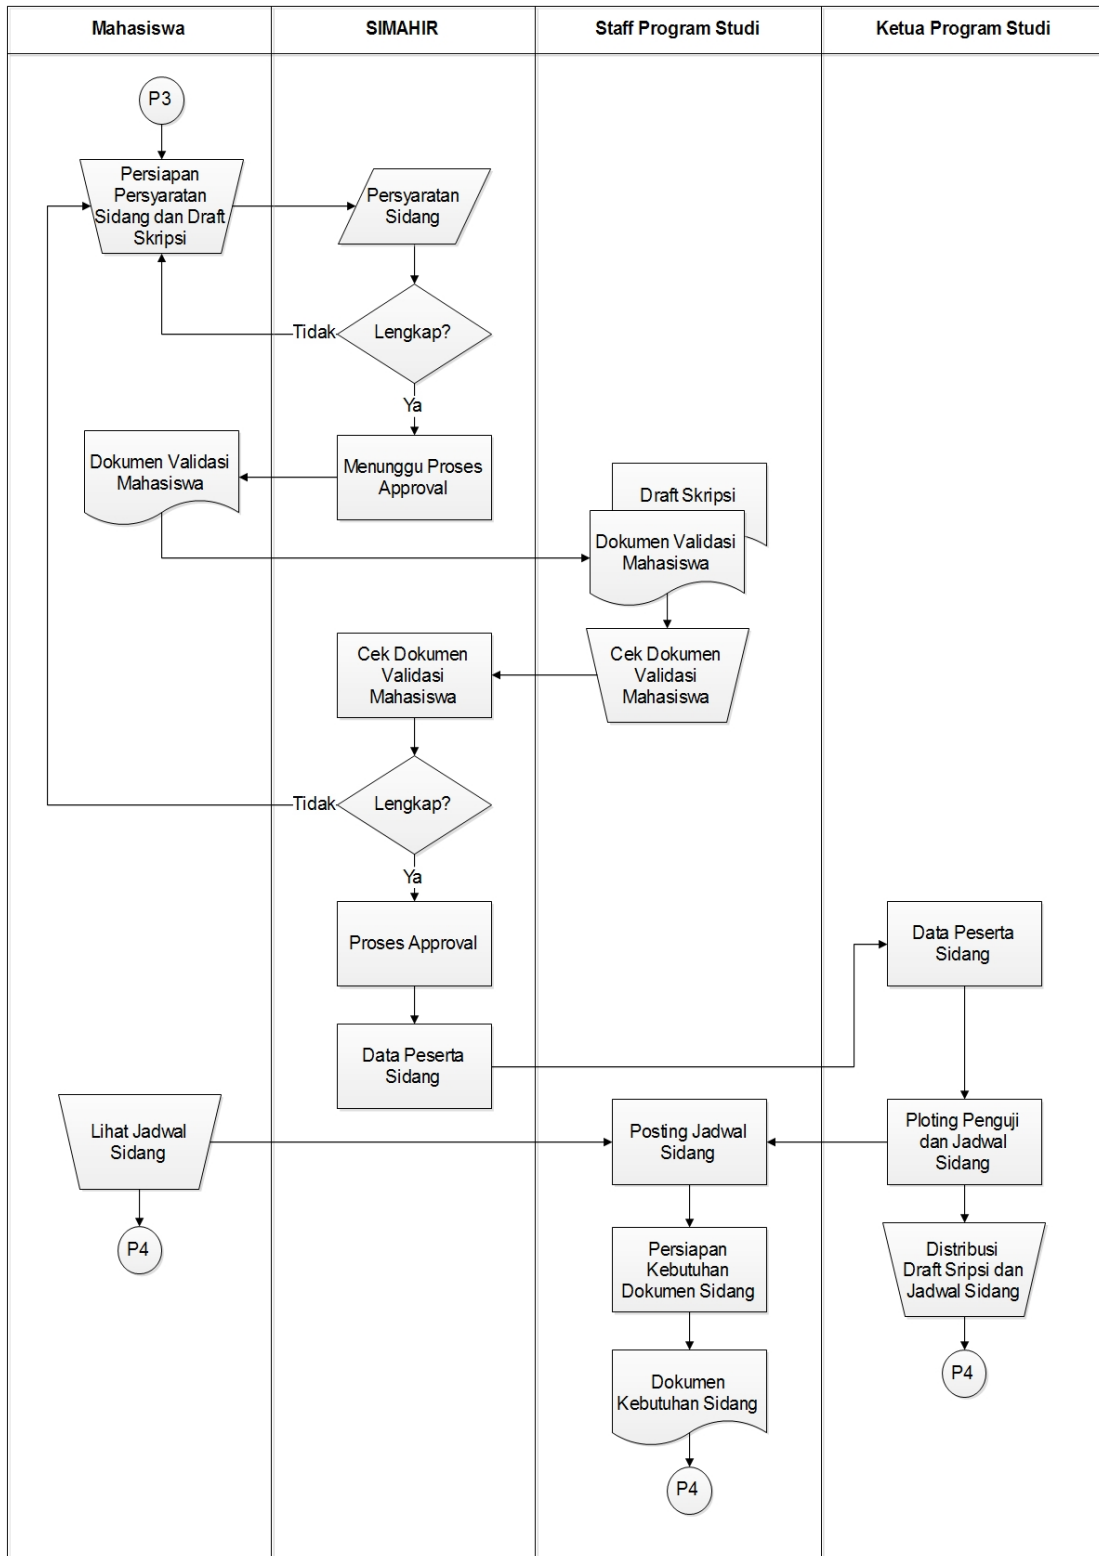 Mahasiswa
SIMAHIR
Staff Program Studi
Ketua Program Studi
P3
Persiapan
Persyaratan
Sidang dan Draft
Skripsi
Persyaratan
Sidang
Tidak
Lengkap?
Ya
Dokumen Validasi
Mahasiswa
Menunggu Proses
Approval
Draft Skripsi
Dokumen Validasi
Mahasiswa
Cek Dokumen
Validasi
Mahasiswa
Cek Dokumen
Validasi
Mahasiswa
Tidak
Lengkap?
Ya
Proses Approval
Data Peserta
Sidang
Data Peserta
Sidang
Lihat Jadwal
Sidang
Posting Jadwal
Sidang
Ploting Penguji
dan Jadwal
Sidang
P4
Persiapan
Kebutuhan
Dokumen Sidang
Distribusi
Draft Sripsi dan
Jadwal Sidang
Dokumen
Kebutuhan Sidang
P4
P4